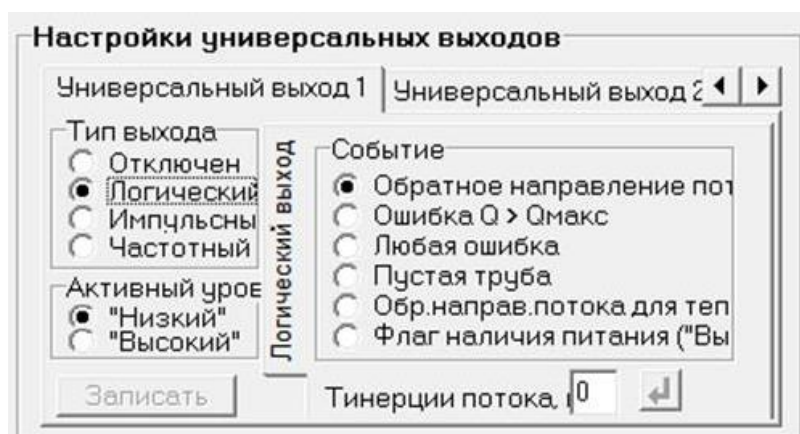 Настройки универсальных выходов
Универсальный выход 1
Универсальный выход 2
Тип выхода
Отключен
Логический
Импульсны
Частотный
Активный уров
"Низкий"
"Высокий"
Записать
Логический выход
Событие
Обратное направление пот
Ошибка Q > Qмакс
Любая ошибка
Пустая труба
Обр.направ.потока для теп
Флаг наличия питания ("Вы
Тинерции потока, 0